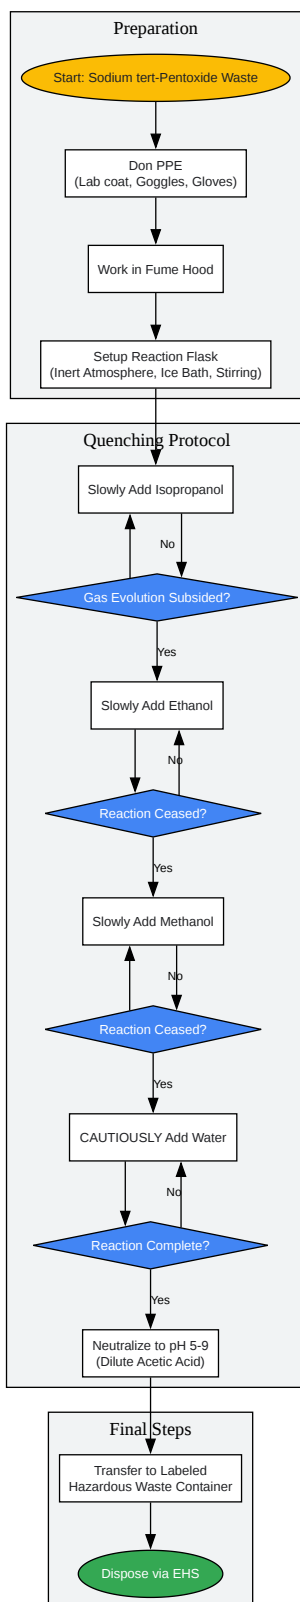 Preparation
Start: Sodium tert-Pentoxide Waste
Don PPE
(Lab coat, Goggles, Gloves)
Work in Fume Hood
Setup Reaction Flask
(Inert Atmosphere, Ice Bath, Stirring)
Quenching Protocol
Slowly Add Isopropanol
No
Gas Evolution Subsided?
Yes
Slowly Add Ethanol
No
Reaction Ceased?
Yes
Slowly Add Methanol
No
Reaction Ceased?
Yes
CAUTIOUSLY Add Water
No
Reaction Complete?
Yes
Neutralize to pH 5-9
(Dilute Acetic Acid)
Final Steps
Transfer to Labeled
Hazardous Waste Container
Dispose via EHS